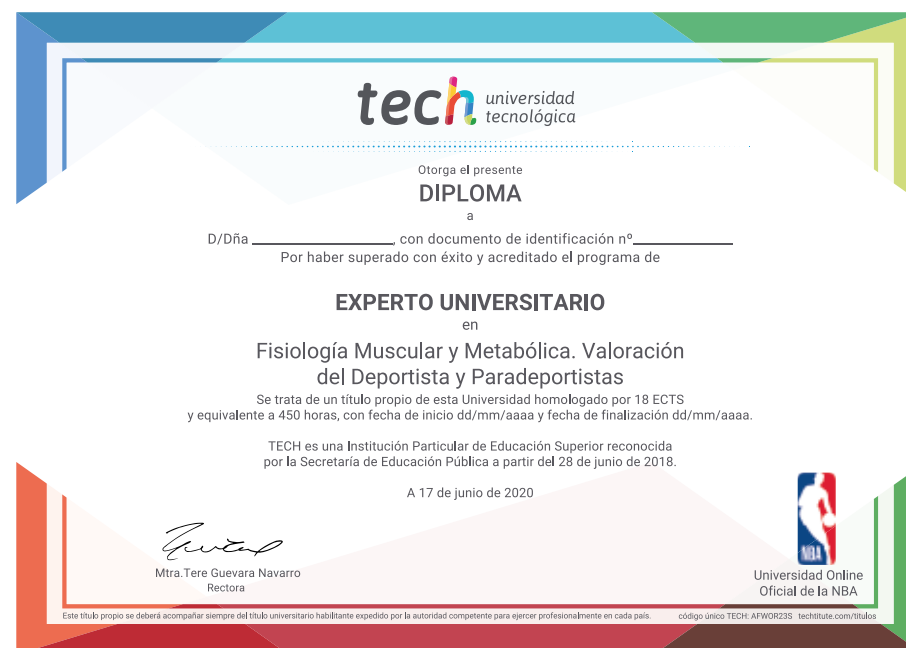 tech universidad
tecnológica
Otorga el presente
DIPLOMA
a
D/Dña ______________, con documento de identificación nº__________
Por haber superado con éxito y acreditado el programa de
EXPERTO UNIVERSITARIO
en
Fisiología Muscular y Metabólica. Valoración
del Deportista y Paradeportistas
Se trata de un título propio de esta Universidad homologado por 18 ECTS
y equivalente a 450 horas, con fecha de inicio dd/mm/aaaa y fecha de finalización dd/mm/aaaa.
TECH es una Institución Particular de Educación Superior reconocida
por la Secretaría de Educación Pública a partir del 28 de junio de 2018.
A 17 de junio de 2020
Mtra.Tere Guevara Navarro
Rectora
NBA
Universidad Online
Oficial de la NBA
Este título propio se deberá acompañar siempre del título universitario habilitante expedido por la autoridad competente para ejercer profesionalmente en cada país.
código único TECH: AFWOR23S techtitute.com/titulos